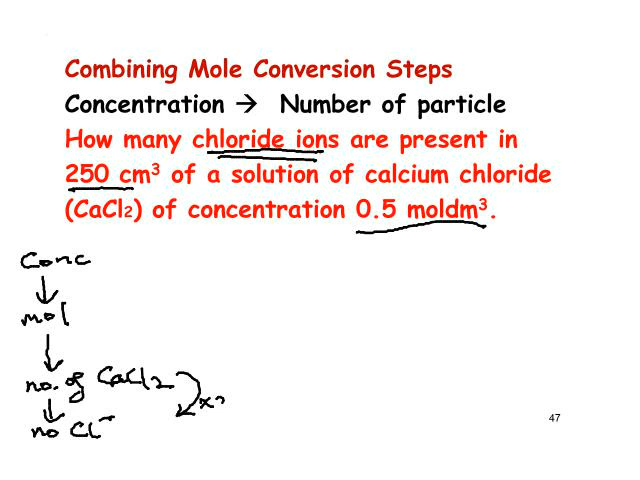 Combining Mole Conversion Steps
Concentration → Number of particle
How many chloride ions are present in
250 cm³ of a solution of calcium chloride
(CaCl₂) of concentration 0.5 moldm³.
Conc
↓
mol
↓
no. of CaCl2
↓
no Cl⁻
47